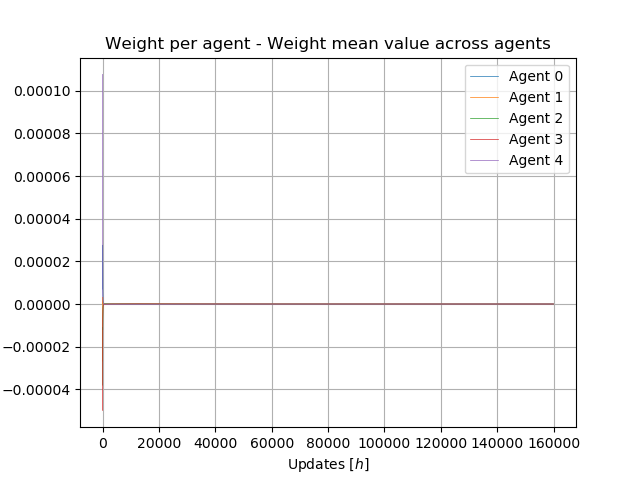 Weight per agent - Weight mean value across agents
0.00010
0.00008
0.00006
0.00004
0.00002
0.00000
−0.00002
−0.00004
Agent 0
Agent 1
Agent 2
Agent 3
Agent 4
0 20000 40000 60000 80000 100000 120000 140000 160000
Updates [h]